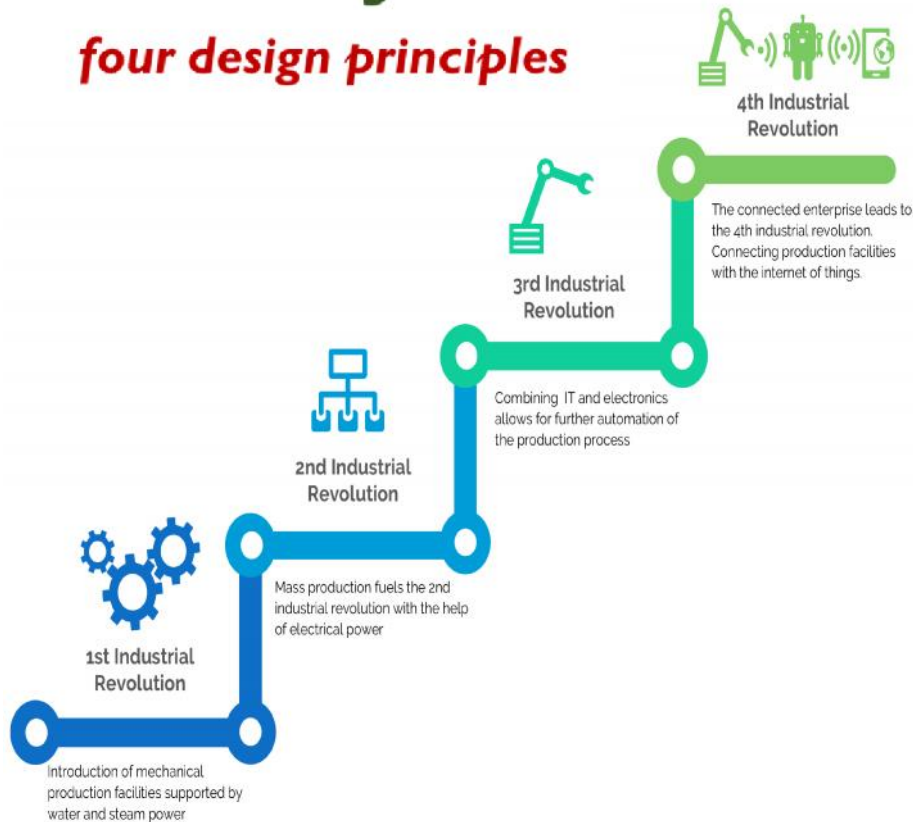 four design principles
4th Industrial
Revolution
The connected enterprise leads to
the 4th industrial revolution.
Connecting production facilities
with the internet of things.
3rd Industrial
Revolution
Combining IT and electronics
allows for further automation of
the production process
2nd Industrial
Revolution
Mass production fuels the 2nd
industrial revolution with the help
of electrical power
1st Industrial
Revolution
Introduction of mechanical
production facilities supported by
water and steam power